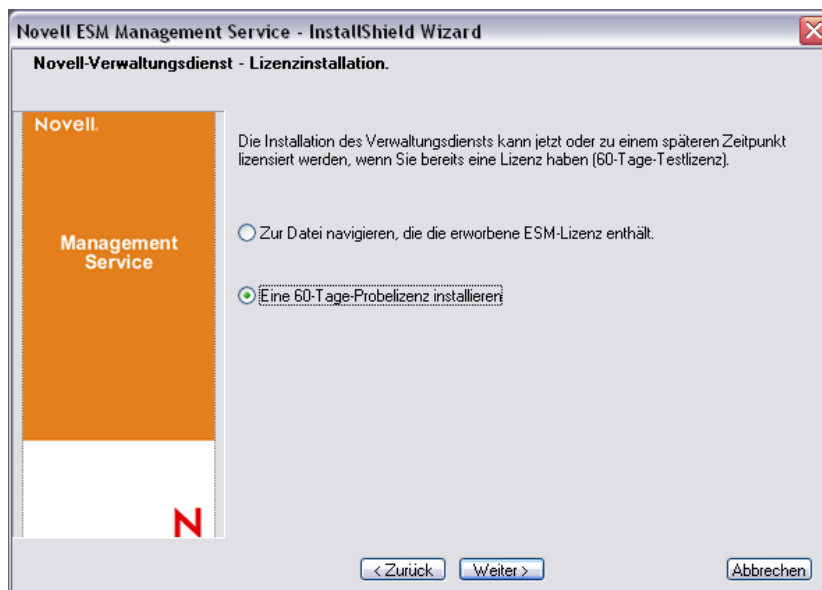 Novell ESM Management Service - InstallShield Wizard
Novell-Verwaltungsdienst - Lizenzinstallation.
Novell.
Management
Service
Die Installation des Verwaltungsdiensts kann jetzt oder zu einem späteren Zeitpunkt
lizensiert werden, wenn Sie bereits eine Lizenz haben (60-Tage-Testlizenz).
Zur Datei navigieren, die die erworbene ESM-Lizenz enthält.
Eine 60-Tage-Probelizenz installieren
N
< Zurück
Weiter >
Abbrechen